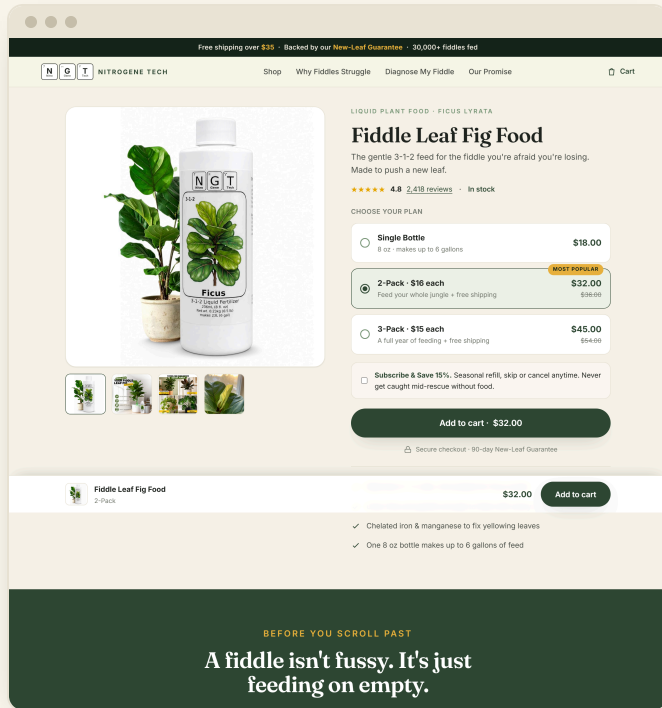 Free shipping over $35 · Backed by our New-Leaf Guarantee · 30,000+ fiddles fed
N G T NITROGENE TECH
Shop Why Fiddles Struggle Diagnose My Fiddle Our Promise
Cart
LIQUID PLANT FOOD · FICUS LYRATA
Fiddle Leaf Fig Food
The gentle 3-1-2 feed for the fiddle you're afraid you're losing.
Made to push a new leaf.
★★★★★ 4.8 2,418 reviews · In stock
CHOOSE YOUR PLAN
Single Bottle
8 oz · makes up to 6 gallons
$18.00
MOST POPULAR
2-Pack · $16 each
Feed your whole jungle + free shipping
$32.00
$36.00
3-Pack · $15 each
A full year of feeding + free shipping
$45.00
$54.00
Subscribe & Save 15%. Seasonal refill, skip or cancel anytime. Never
get caught mid-rescue without food.
Add to cart · $32.00
Secure checkout · 90-day New-Leaf Guarantee
N G T
3-1-2
Ficus
3-1-2 Liquid Fertilizer
Fiddle Leaf Fig Food
2-Pack
$32.00
Add to cart
Chelated iron & manganese to fix yellowing leaves
One 8 oz bottle makes up to 6 gallons of feed
BEFORE YOU SCROLL PAST
A fiddle isn't fussy. It's just
feeding on empty.